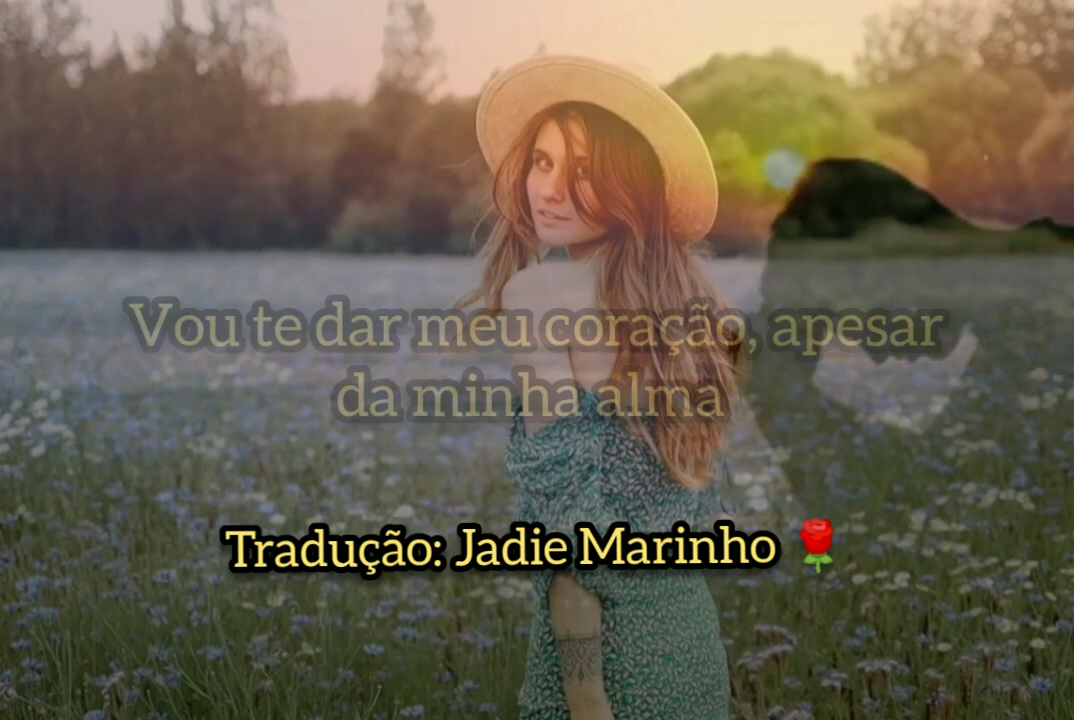 Vou te dar meu coração, apesar
da minha alma
Tradução: Jadie Marinho 🌹